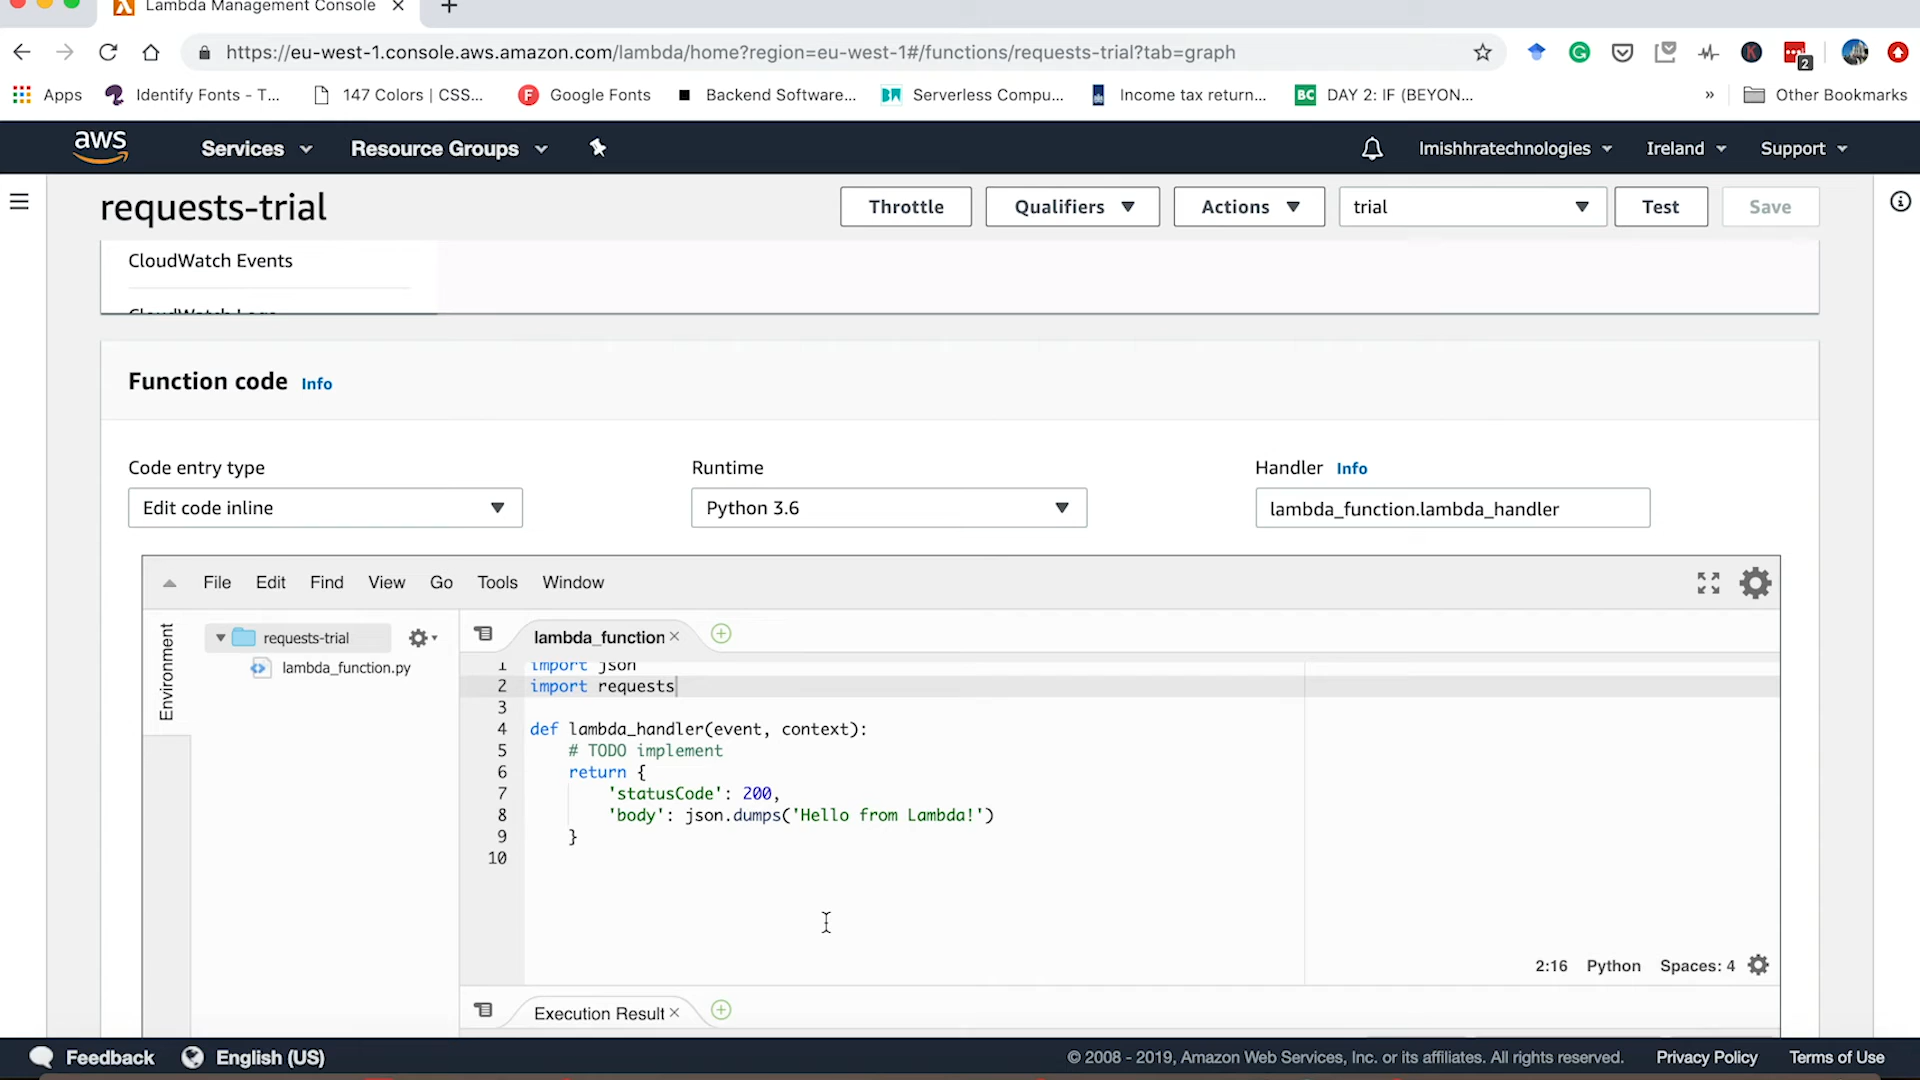 Lambda Management Console
https://eu-west-1.console.aws.amazon.com/lambda/home?region=eu-west-1#/functions/requests-trial?tab=graph
2
Apps Identify Fonts - T... 147 Colors | CSS... F Google Fonts Backend Software... Serverless Compu... Income tax return... BC DAY 2: IF (BEYON... » Other Bookmarks
aws Services Resource Groups lmishhratechnologies Ireland Support
requests-trial Throttle Qualifiers Actions trial Test Save
CloudWatch Events
CloudWatch Logs
Function code Info
Code entry type Runtime Handler Info
Edit code inline Python 3.6 lambda_function.lambda_handler
File Edit Find View Go Tools Window
Environment
requests-trial
lambda_function.py
lambda_function
1 import json
2 import requests
3
4 def lambda_handler(event, context):
5 # TODO implement
6 return {
7 'statusCode': 200,
8 'body': json.dumps('Hello from Lambda!')
9 }
10
2:16 Python Spaces: 4
Execution Result
Feedback English (US) © 2008 - 2019, Amazon Web Services, Inc. or its affiliates. All rights reserved. Privacy Policy Terms of Use